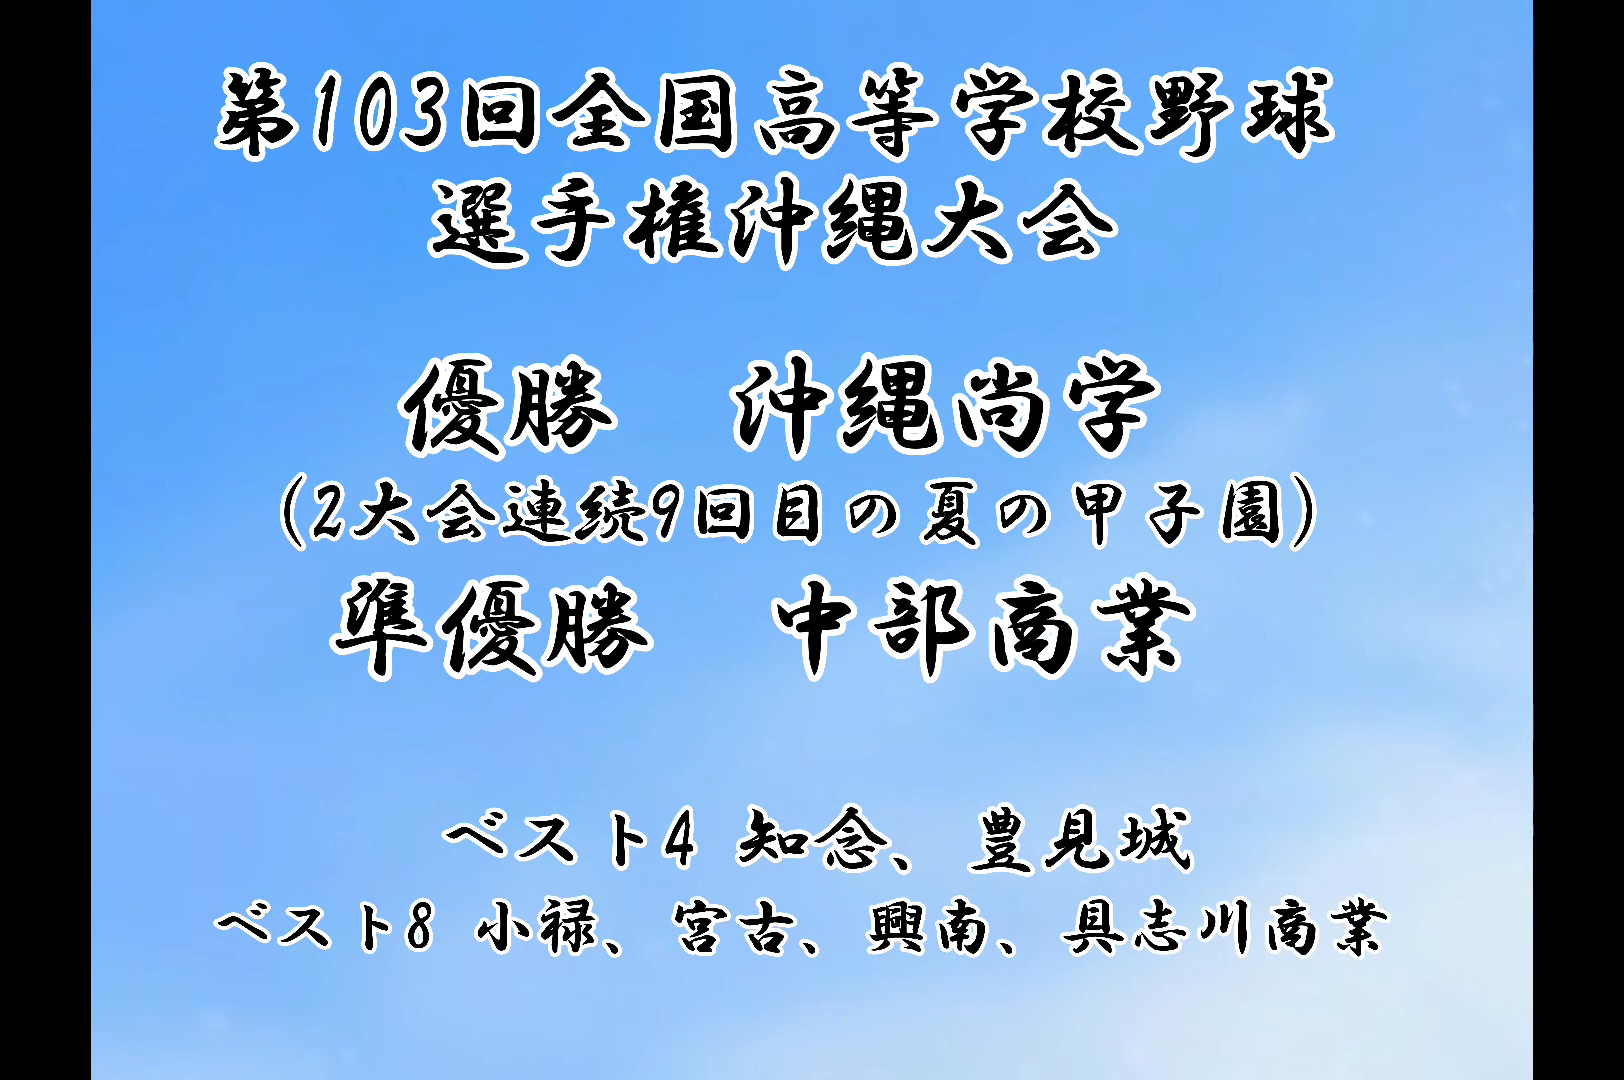 第103回全国高等学校野球
選手権沖縄大会
優勝　沖縄尚学
(2大会連続9回目の夏の甲子園)
準優勝　中部商業
ベスト4 知念、豊見城
ベスト8 小禄、宮古、興南、具志川商業